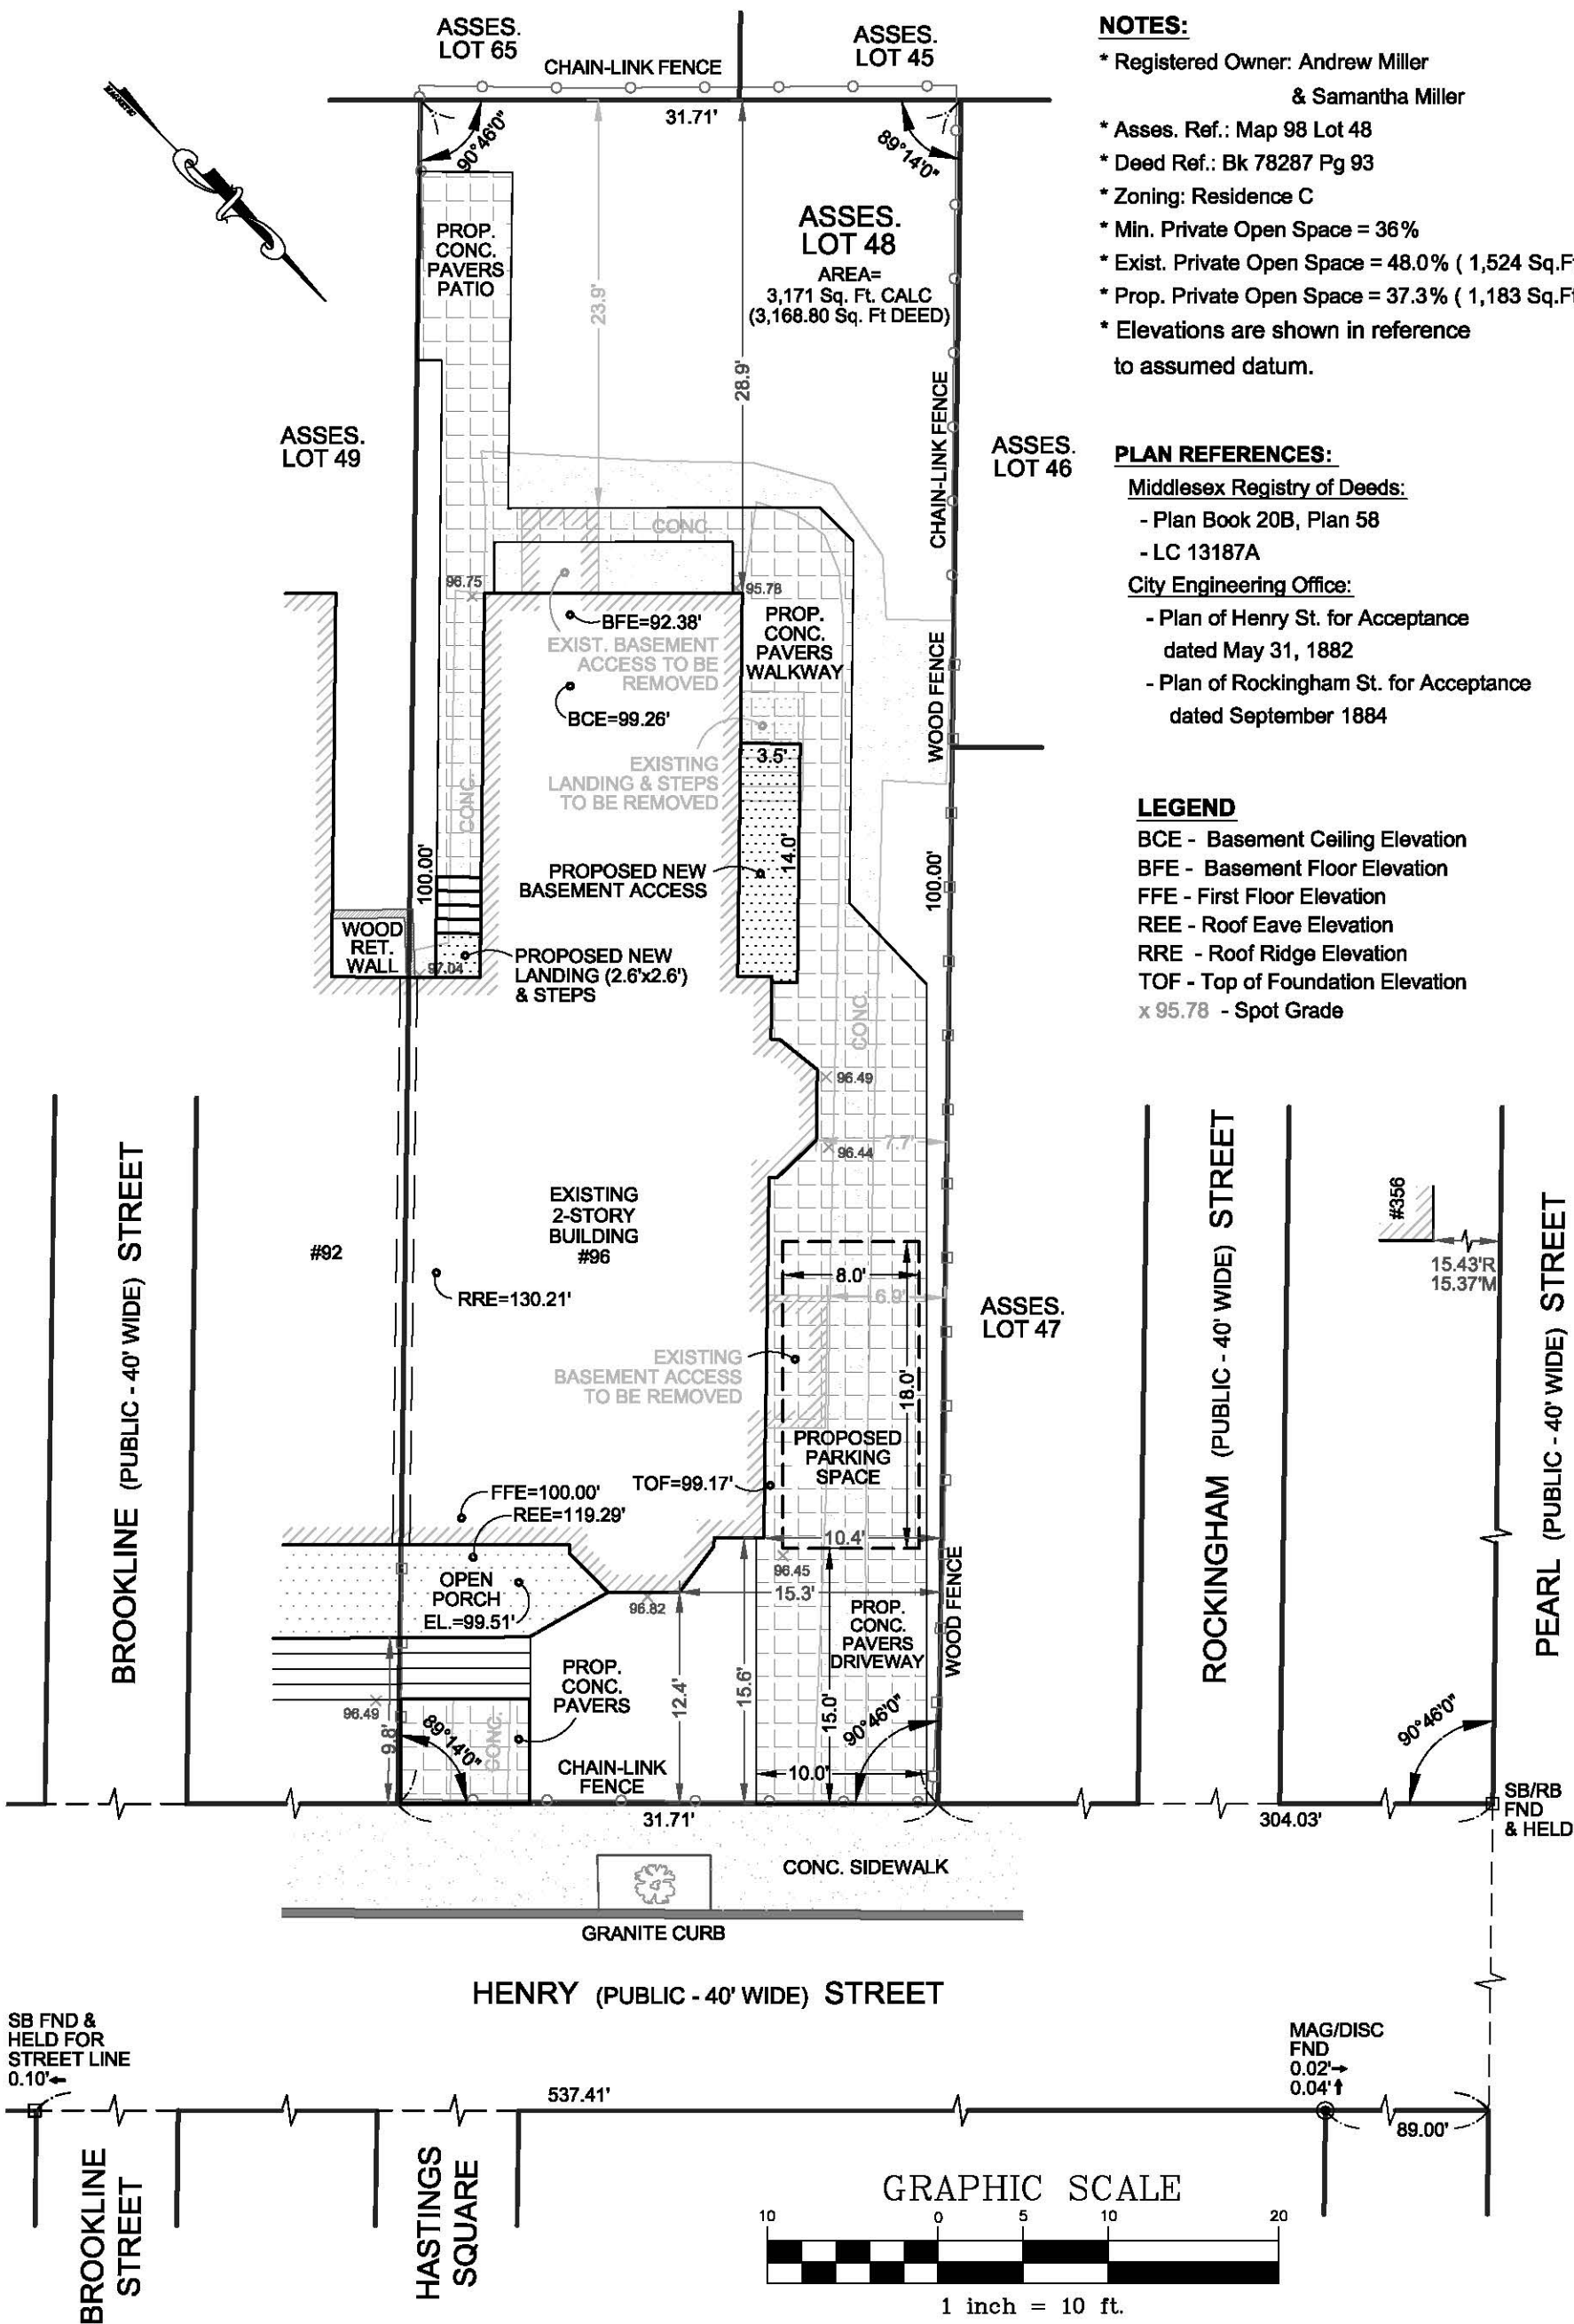 ASSES.
LOT 65
CHAIN-LINK FENCE
ASSES.
LOT 45
31.71'
90°46'0"
89°14'0"
PROP.
CONC.
PAVERS
PATIO
23.9'
28.9'
ASSES.
LOT 48
AREA=
3,171 Sq. Ft. CALC
(3,168.80 Sq. Ft DEED)
CHAIN-LINK FENCE
ASSES.
LOT 49
ASSES.
LOT 46
NOTES:
* Registered Owner: Andrew Miller
& Samantha Miller
* Asses. Ref.: Map 98 Lot 48
* Deed Ref.: Bk 78287 Pg 93
* Zoning: Residence C
* Min. Private Open Space = 36%
* Exist. Private Open Space = 48.0% ( 1,524 Sq.F
* Prop. Private Open Space = 37.3% ( 1,183 Sq.F
* Elevations are shown in reference
to assumed datum.
PLAN REFERENCES:
Middlesex Registry of Deeds:
- Plan Book 20B, Plan 58
- LC 13187A
City Engineering Office:
- Plan of Henry St. for Acceptance
dated May 31, 1882
- Plan of Rockingham St. for Acceptance
dated September 1884
LEGEND
BCE - Basement Ceiling Elevation
BFE - Basement Floor Elevation
FFE - First Floor Elevation
REE - Roof Eave Elevation
RRE - Roof Ridge Elevation
TOF - Top of Foundation Elevation
x 95.78 - Spot Grade
CONC.
96.75
95.78
BFE=92.38'
EXIST. BASEMENT
ACCESS TO BE
REMOVED
BCE=99.26'
PROP.
CONC.
PAVERS
WALKWAY
WOOD FENCE
EXISTING
LANDING & STEPS
TO BE REMOVED
3.5'
14.0'
CONC.
100.00'
PROPOSED NEW
BASEMENT ACCESS
100.00'
WOOD
RET.
WALL
97.04
PROPOSED NEW
LANDING (2.6'x2.6')
& STEPS
CONC.
96.49
96.44
7.7'
EXISTING
2-STORY
BUILDING
#96
#92
RRE=130.21'
8.0'
6.9'
18.0'
ASSES.
LOT 47
EXISTING
BASEMENT ACCESS
TO BE REMOVED
PROPOSED
PARKING
SPACE
TOF=99.17'
FFE=100.00'
REE=119.29'
10.4'
96.45
15.3'
OPEN
PORCH
EL.=99.51'
96.82
PROP.
CONC.
PAVERS
DRIVEWAY
WOOD FENCE
PROP.
CONC.
PAVERS
12.4'
15.6'
15.0'
90°46'0"
96.49
9.8'
89°14'0"
CONC.
CHAIN-LINK
FENCE
10.0'
31.71'
BROOKLINE (PUBLIC - 40' WIDE) STREET
ROCKINGHAM (PUBLIC - 40' WIDE) STREET
#356
15.43'R
15.37'M
PEARL (PUBLIC - 40' WIDE) STREET
90°46'0"
304.03'
SB/RB
FND
& HELD
CONC. SIDEWALK
GRANITE CURB
HENRY (PUBLIC - 40' WIDE) STREET
SB FND &
HELD FOR
STREET LINE
0.10'
MAG/DISC
FND
0.02'
0.04'
537.41'
89.00'
BROOKLINE
STREET
HASTINGS
SQUARE
GRAPHIC SCALE
10 0 5 10 20
1 inch = 10 ft.